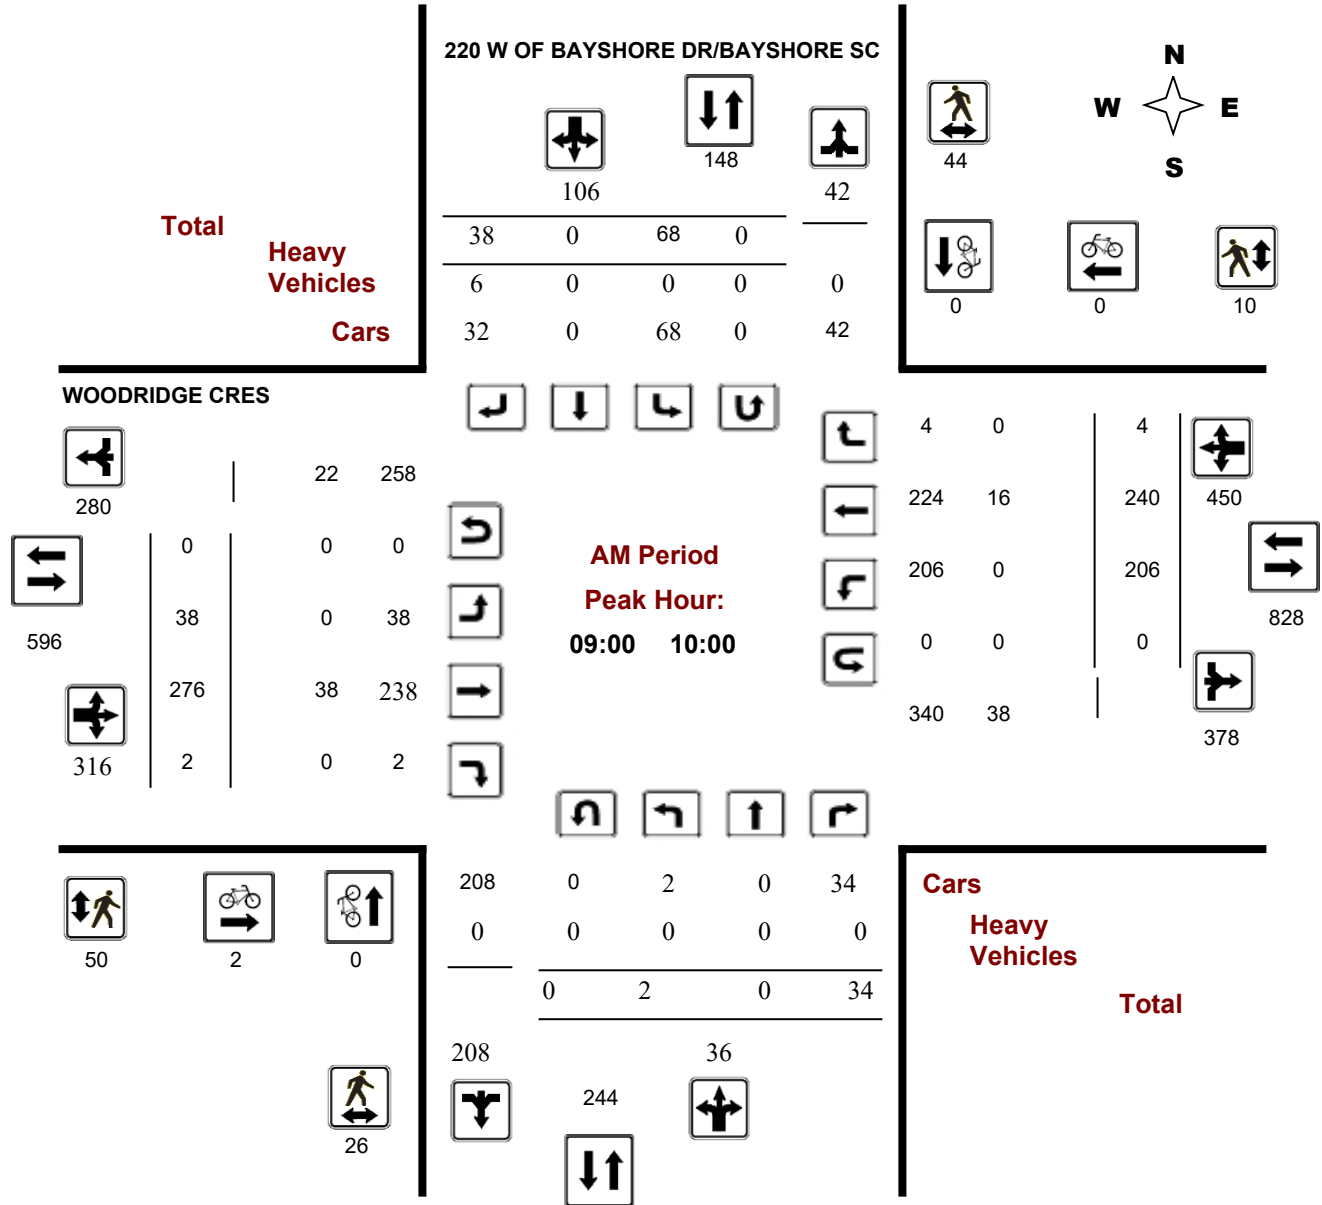 220 W OF BAYSHORE DR/BAYSHORE SC
N
W E
S
148
44
106 42
Total
38 0 68 0
Heavy
Vehicles
6 0 0 0 0
0 0 10
Cars
32 0 68 0 42
WOODRIDGE CRES
4 0 4
22 258
280
224 16 240 450
0 0 0
AM Period
206 0 206
Peak Hour:
38 0 38
828
596
09:00 10:00
0 0 0
276 38 238
340 38
378
316 2 0 2
208 0 2 0 34
Cars
Heavy
Vehicles
0 0 0 0 0
50 2 0
0 2 0 34
Total
208 36
244
26